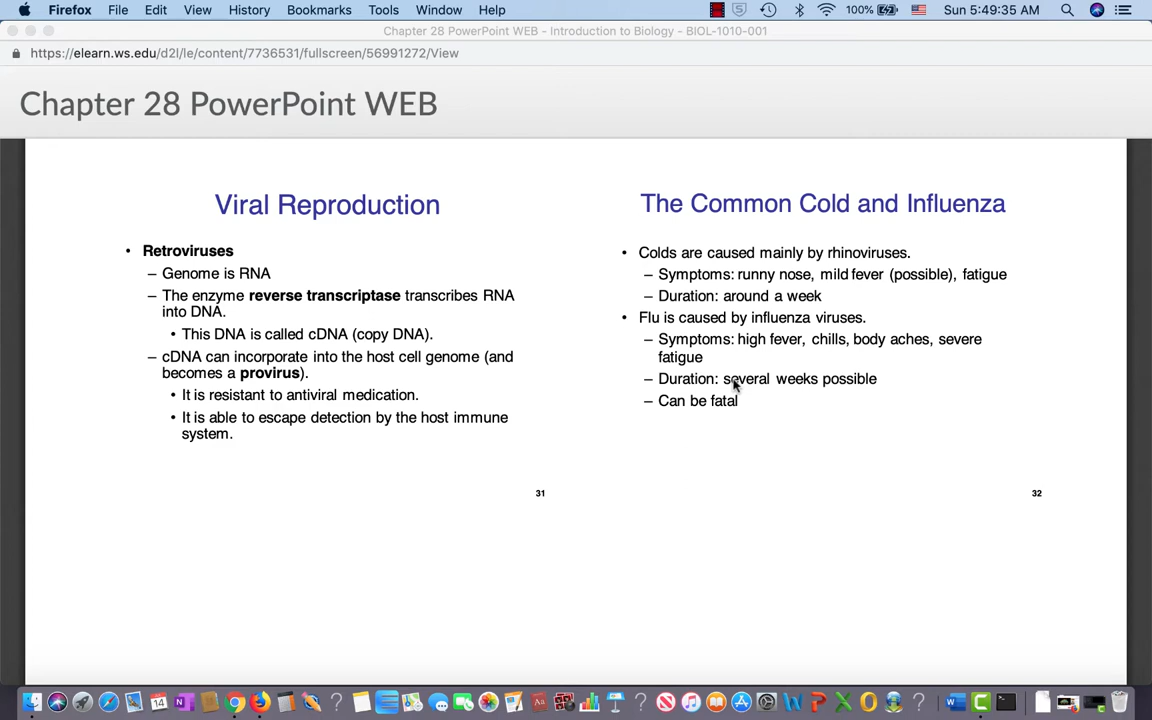 Firefox File Edit View History Bookmarks Tools Window Help 100% Sun 5:49:35 AM
Chapter 28 PowerPoint WEB - Introduction to Biology - BIOL-1010-001
https://elearn.ws.edu/d2l/le/content/7736531/fullscreen/56991272/View
Chapter 28 PowerPoint WEB
Viral Reproduction
• Retroviruses
– Genome is RNA
– The enzyme reverse transcriptase transcribes RNA
into DNA.
• This DNA is called cDNA (copy DNA).
– cDNA can incorporate into the host cell genome (and
becomes a provirus).
• It is resistant to antiviral medication.
• It is able to escape detection by the host immune
system.
31
The Common Cold and Influenza
• Colds are caused mainly by rhinoviruses.
– Symptoms: runny nose, mild fever (possible), fatigue
– Duration: around a week
• Flu is caused by influenza viruses.
– Symptoms: high fever, chills, body aches, severe
fatigue
– Duration: several weeks possible
– Can be fatal
32